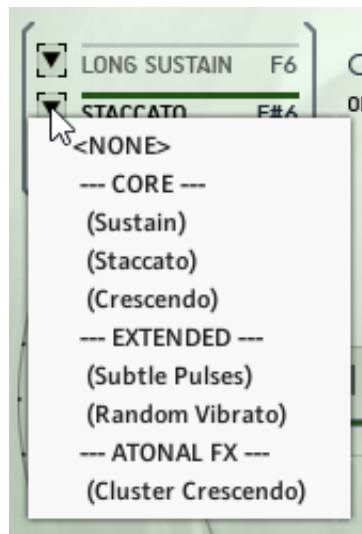 LONG SUSTAIN F6
STACCATO F#6
<NONE>
--- CORE ---
(Sustain)
(Staccato)
(Crescendo)
--- EXTENDED ---
(Subtle Pulses)
(Random Vibrato)
--- ATONAL FX ---
(Cluster Crescendo)